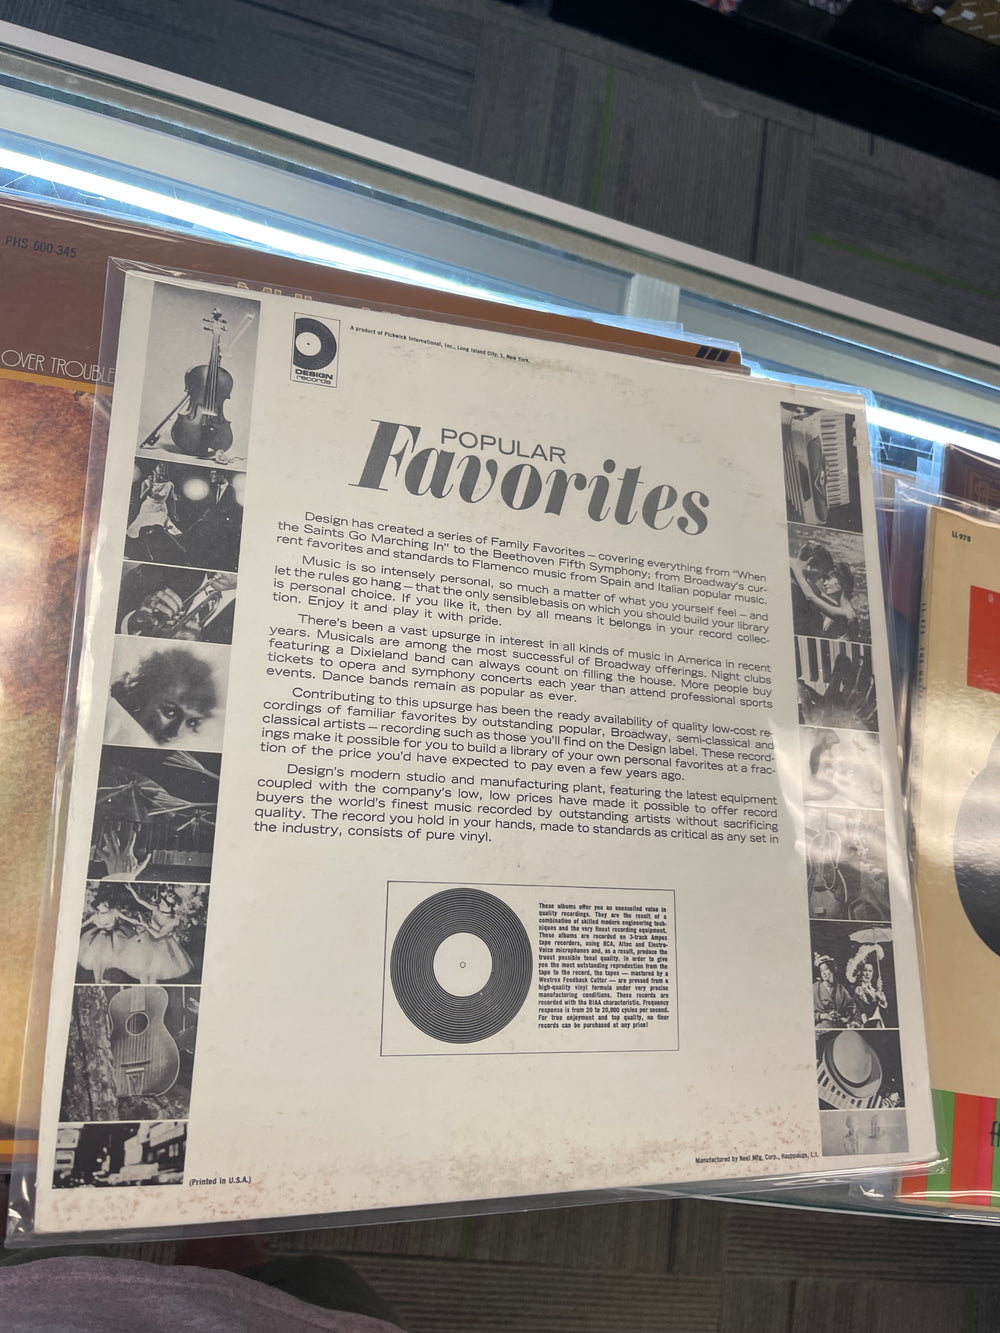 PHS 600-345
OVER TROUBLE
DESIGN
records
A product of Pickwick International, Inc., Long Island City, 1, New York.
POPULAR
Favorites
Design has created a series of Family Favorites — covering everything from "When
the Saints Go Marching In" to the Beethoven Fifth Symphony; from Broadway's cur-
rent favorites and standards to Flamenco music from Spain and Italian popular music.
Music is so intensely personal, so much a matter of what you yourself feel — and
let the rules go hang — that the only sensiblebasis on which you should build your library
is personal choice. If you like it, then by all means it belongs in your record collec-
tion. Enjoy it and play it with pride.
There's been a vast upsurge in interest in all kinds of music in America in recent
years. Musicals are among the most successful of Broadway offerings. Night clubs
featuring a Dixieland band can always count on filling the house. More people buy
tickets to opera and symphony concerts each year than attend professional sports
events. Dance bands remain as popular as ever.
Contributing to this upsurge has been the ready availability of quality low-cost re-
cordings of familiar favorites by outstanding popular, Broadway, semi-classical and
classical artists — recording such as those you'll find on the Design label. These record-
ings make it possible for you to build a library of your own personal favorites at a frac-
tion of the price you'd have expected to pay even a few years ago.
Design's modern studio and manufacturing plant, featuring the latest equipment
coupled with the company's low, low prices have made it possible to offer record
buyers the world's finest music recorded by outstanding artists without sacrificing
quality. The record you hold in your hands, made to standards as critical as any set in
the industry, consists of pure vinyl.
These albums offer you an unexcelled value in
quality recordings. They are the result of a
combination of skilled modern engineering tech-
niques and the very finest recording equipment.
These albums are recorded on 3-track Ampex
tape recorders, using RCA, Altec and Electro-
Voice microphones and, as a result, produce the
truest possible tonal quality. In order to give
you the most outstanding reproduction from the
tape to the record, the tapes — mastered by a
Westrex Feedback Cutter — are pressed from a
high-quality vinyl formula under very precise
manufacturing conditions. These records are
recorded with the RIAA characteristic. Frequency
response is from 20 to 20,000 cycles per second.
For true enjoyment and top quality, no finer
records can be purchased at any price!
(Printed in U.S.A.)
Manufactured by Neel Mfg. Corp., Hauppauge, L.I.
LL 978